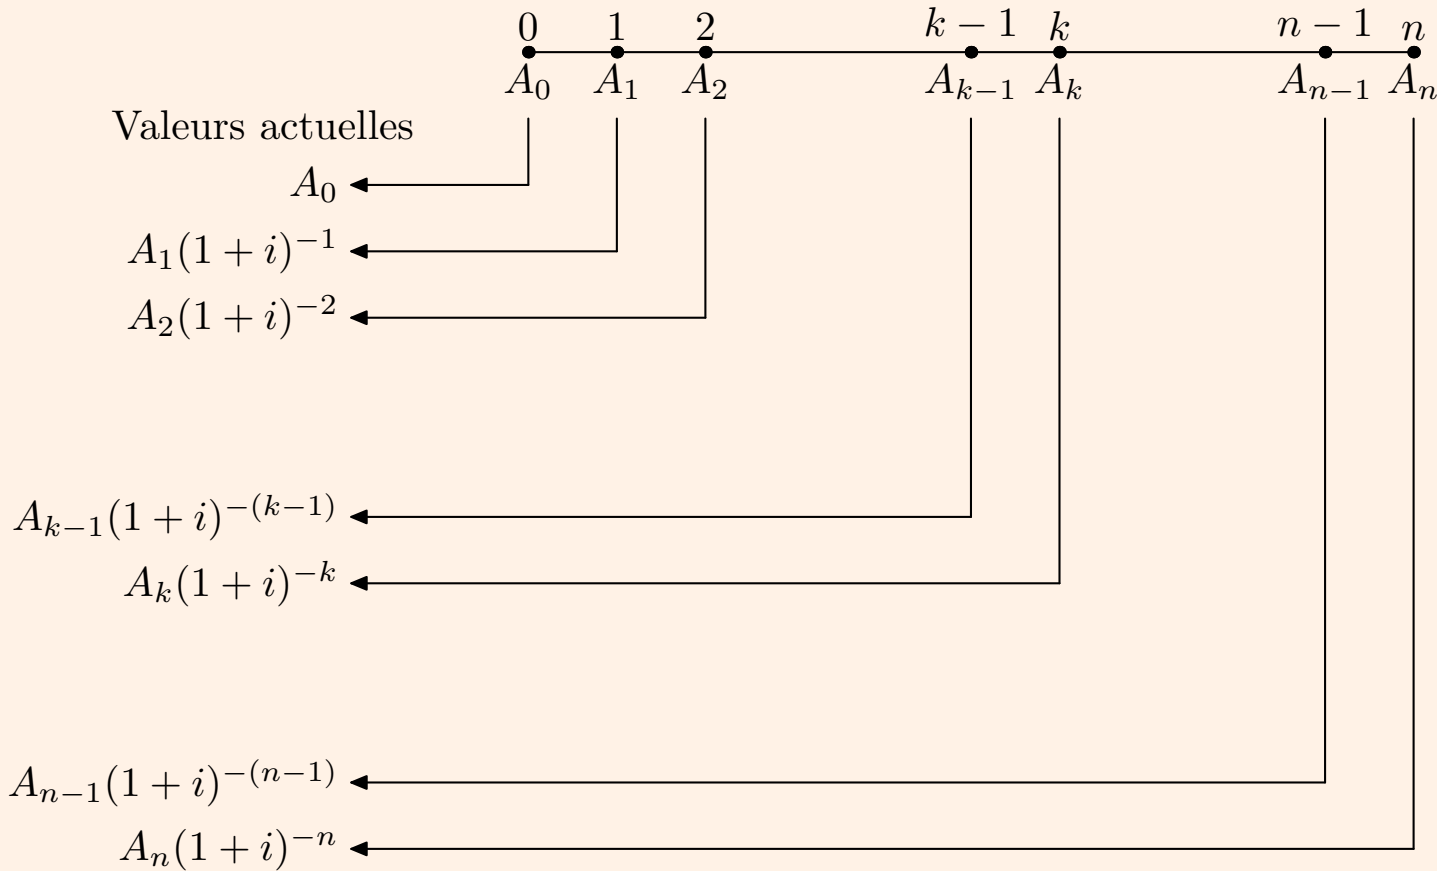 0 1 2 k − 1 k n − 1 n
A₀ A₁ A₂ Aₖ₋₁ Aₖ Aₙ₋₁ Aₙ
Valeurs actuelles
A₀
A₁(1 + i)⁻¹
A₂(1 + i)⁻²
Aₖ₋₁(1 + i)⁻⁽ᵏ⁻¹⁾
Aₖ(1 + i)⁻ᵏ
Aₙ₋₁(1 + i)⁻⁽ⁿ⁻¹⁾
Aₙ(1 + i)⁻ⁿ